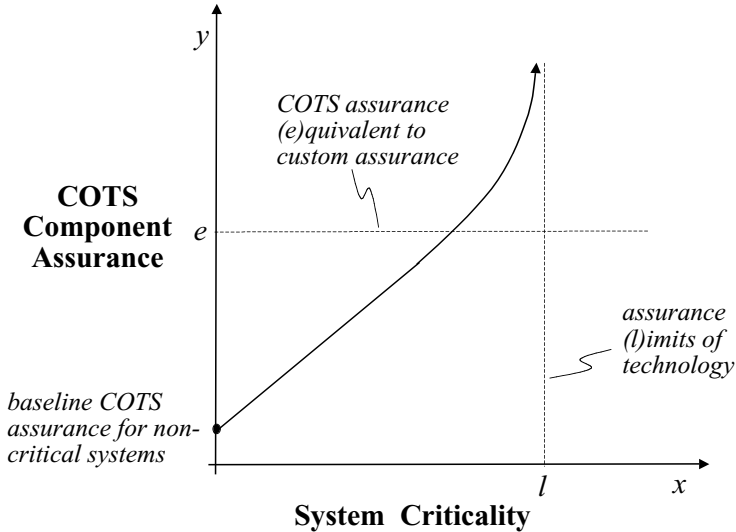 y
COTS assurance
(e)quivalent to
custom assurance
COTS
Component
Assurance
e
assurance
(l)imits of
technology
baseline COTS
assurance for non-
critical systems
l
x
System Criticality